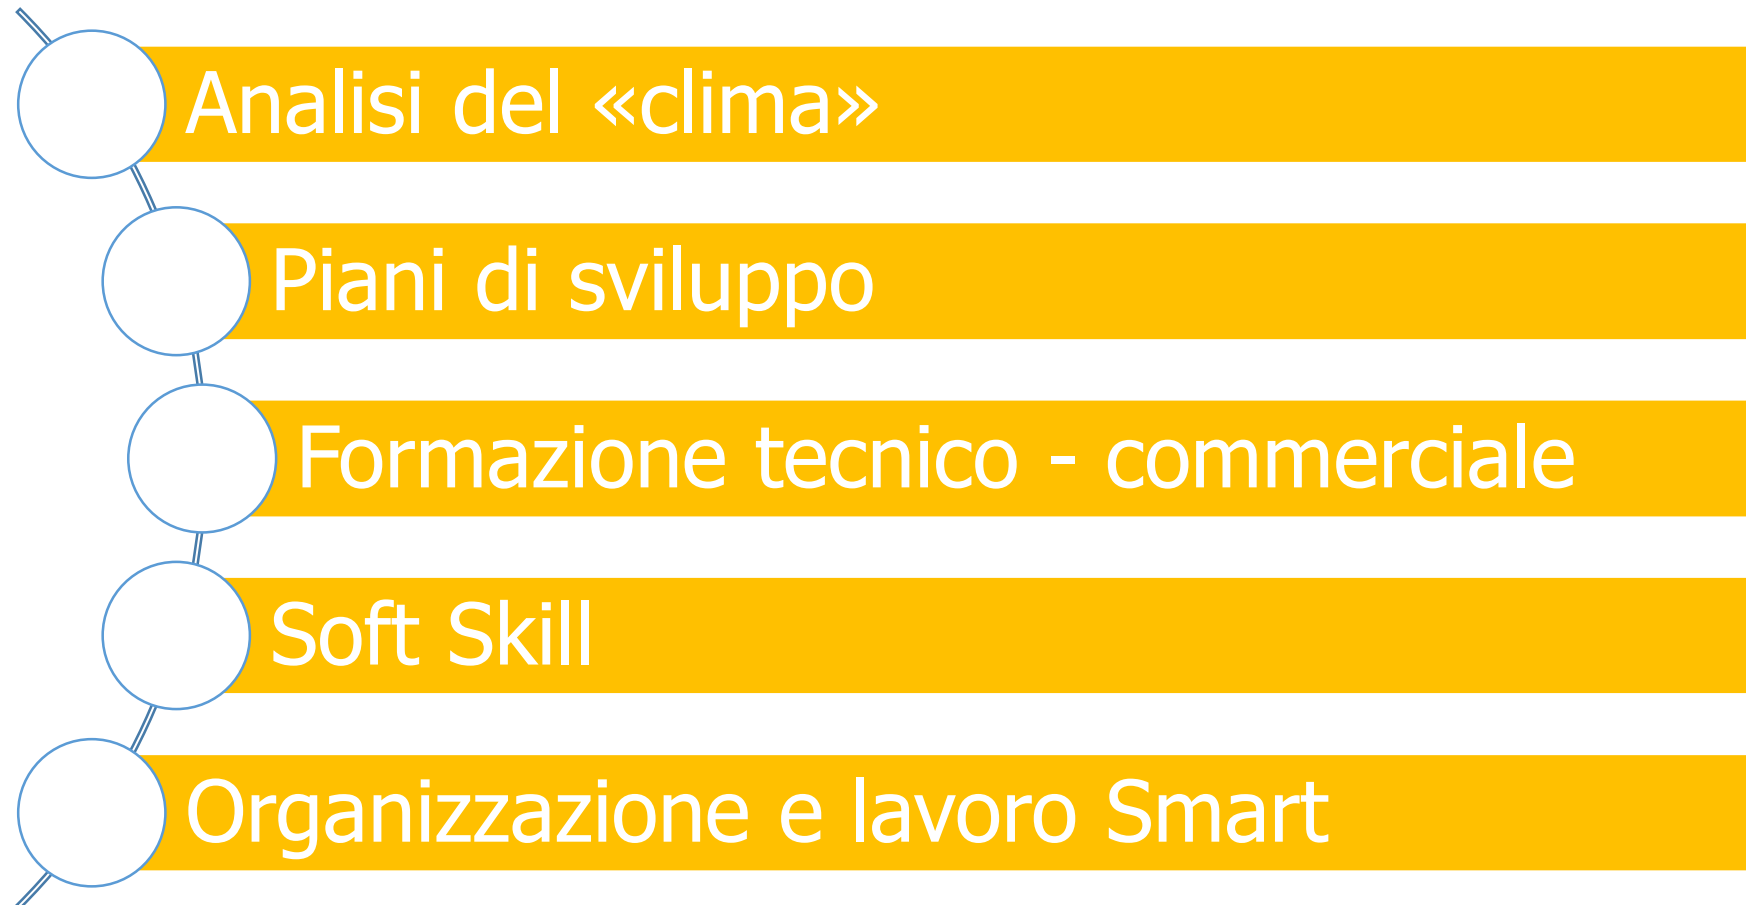 Analisi del «clima»
Piani di sviluppo
Formazione tecnico - commerciale
Soft Skill
Organizzazione e lavoro Smart